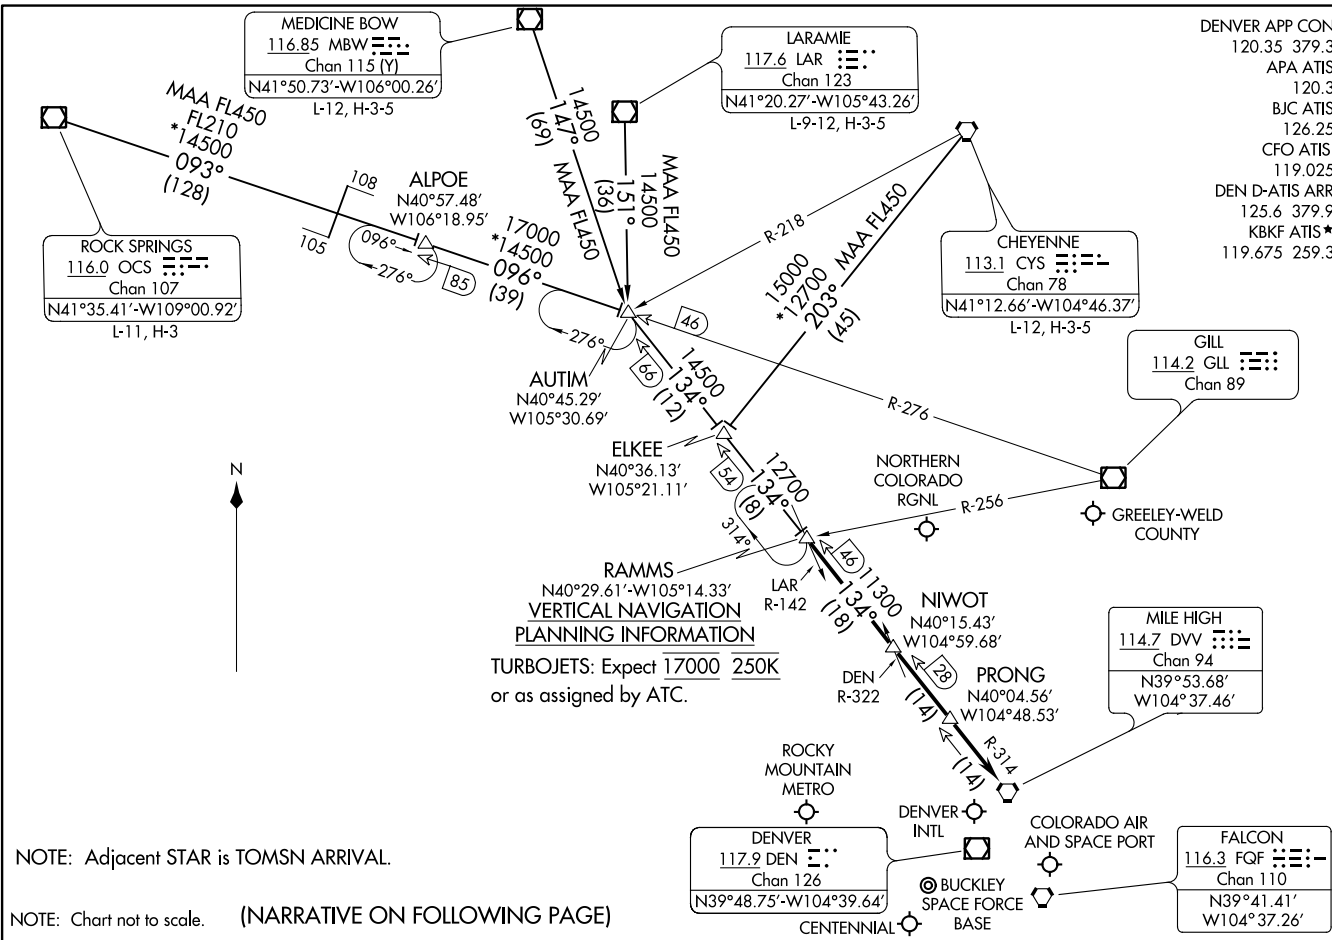 MEDICINE BOW
116.85 MBW
Chan 115 (Y)
N41°50.73'-W106°00.26'
L-12, H-3-5
LARAMIE
117.6 LAR
Chan 123
N41°20.27'-W105°43.26'
L-9-12, H-3-5
DENVER APP CON
120.35 379.3
APA ATIS
120.3
BJC ATIS
126.25
CFO ATIS
119.025
DEN D-ATIS ARR
125.6 379.9
KBKF ATIS★
119.675 259.3
MAA FL450
FL210
*14500
093°
(128)
14500
147°
(69)
MAA FL450
MAA FL450
14500
151°
(36)
108
105
ALPOE
N40°57.48'
W106°18.95'
096°
276°
85
17000
*14500
096°
(39)
ROCK SPRINGS
116.0 OCS
Chan 107
N41°35.41'-W109°00.92'
L-11, H-3
R-218
MAA FL450
15000
*12700
203°
(45)
CHEYENNE
113.1 CYS
Chan 78
N41°12.66'-W104°46.37'
L-12, H-3-5
276°
46
66
AUTIM
N40°45.29'
W105°30.69'
14500
134°
(12)
R-276
GILL
114.2 GLL
Chan 89
ELKEE
N40°36.13'
W105°21.11'
54
12700
134°
(8)
314°
NORTHERN
COLORADO
RGNL
R-256
GREELEY-WELD
COUNTY
N
RAMMS
N40°29.61'-W105°14.33'
LAR
R-142
46
11300
134°
(18)
VERTICAL NAVIGATION
PLANNING INFORMATION
TURBOJETS: Expect 17000 250K
or as assigned by ATC.
NIWOT
N40°15.43'
W104°59.68'
DEN
R-322
28
(14)
PRONG
N40°04.56'
W104°48.53'
R-314
(14)
MILE HIGH
114.7 DVV
Chan 94
N39°53.68'
W104°37.46'
ROCKY
MOUNTAIN
METRO
DENVER
INTL
COLORADO AIR
AND SPACE PORT
DENVER
117.9 DEN
Chan 126
N39°48.75'-W104°39.64'
BUCKLEY
SPACE FORCE
BASE
CENTENNIAL
FALCON
116.3 FQF
Chan 110
N39°41.41'
W104°37.26'
NOTE: Adjacent STAR is TOMSN ARRIVAL.
NOTE: Chart not to scale.
(NARRATIVE ON FOLLOWING PAGE)